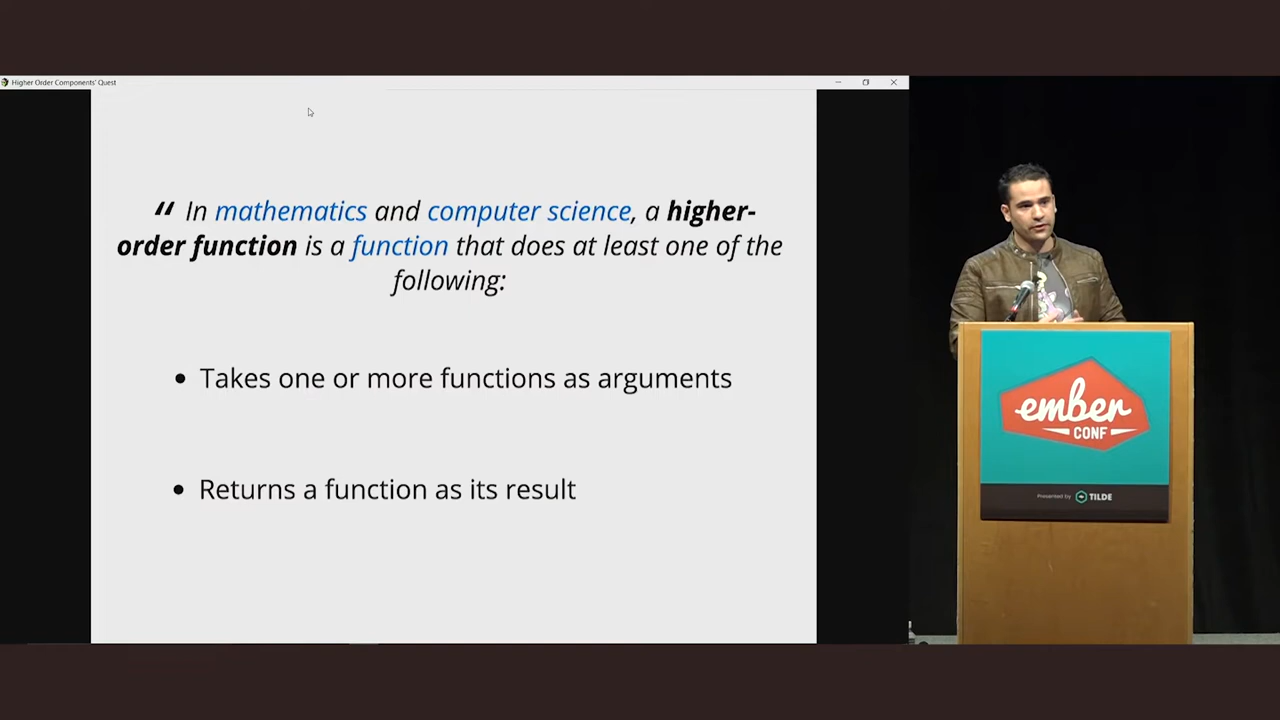 Higher Order Components' Quest
“ In mathematics and computer science, a higher-
order function is a function that does at least one of the
following:
• Takes one or more functions as arguments
• Returns a function as its result
ember
CONF
Presented by TILDE